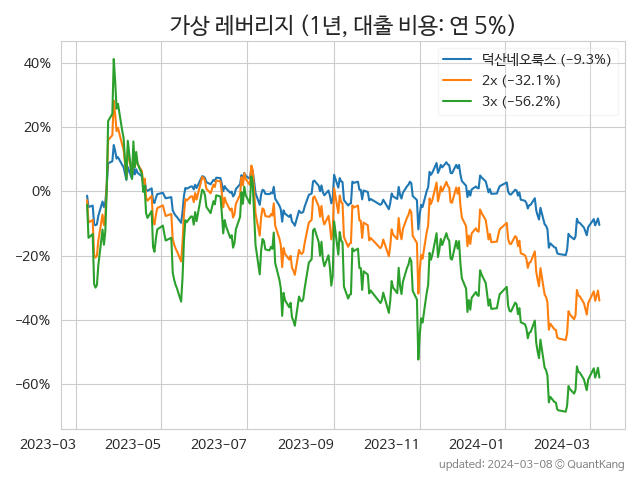 가상 레버리지 (1년, 대출 비용: 연 5%)
덕산네오룩스 (−9.3%)
2x (−32.1%)
3x (−56.2%)
40%
20%
0%
−20%
−40%
−60%
2023-03 2023-05 2023-07 2023-09 2023-11 2024-01 2024-03
updated: 2024-03-08 © QuantKang